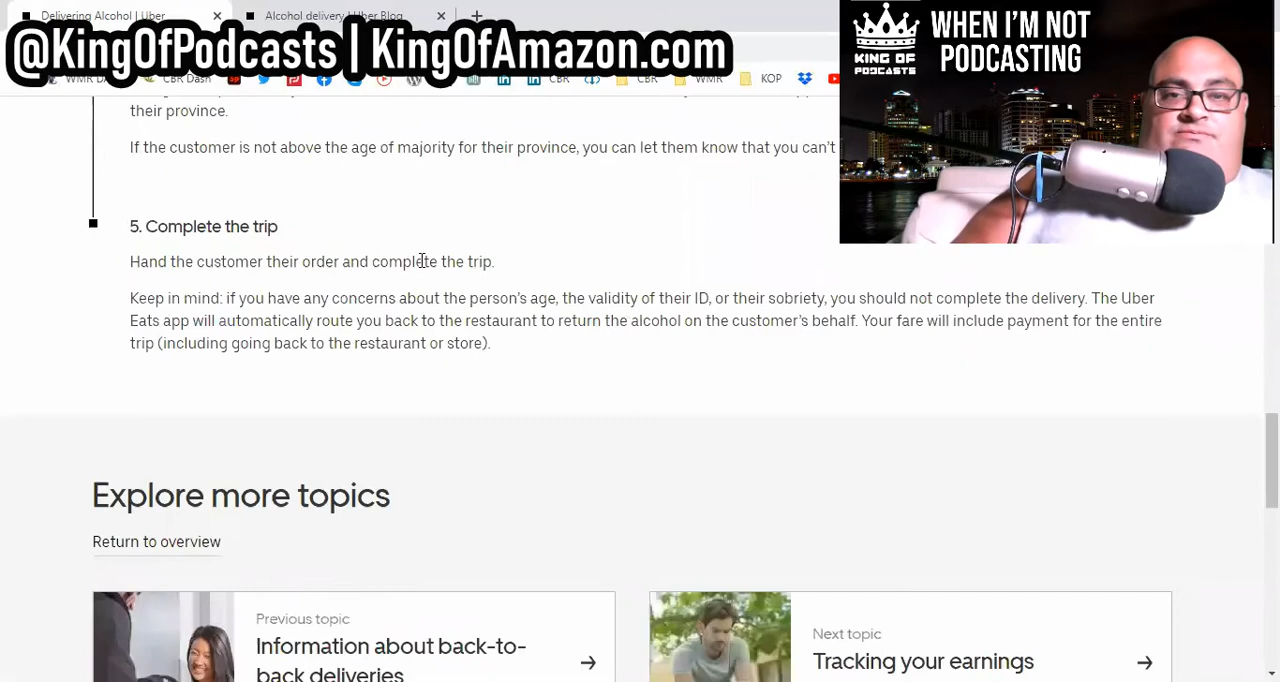 Delivering Alcohol | Uber
Alcohol delivery | Uber Blog
@KingOfPodcasts | KingOfAmazon.com
WHEN I'M NOT
PODCASTING
KING OF
PODCASTS
CBR Dash
CBR
CBR
WMR
KOP
their province.
If the customer is not above the age of majority for their province, you can let them know that you can't
5. Complete the trip
Hand the customer their order and complete the trip.
Keep in mind: if you have any concerns about the person's age, the validity of their ID, or their sobriety, you should not complete the delivery. The Uber
Eats app will automatically route you back to the restaurant to return the alcohol on the customer's behalf. Your fare will include payment for the entire
trip (including going back to the restaurant or store).
Explore more topics
Return to overview
Previous topic
Information about back-to-
back deliveries
Next topic
Tracking your earnings